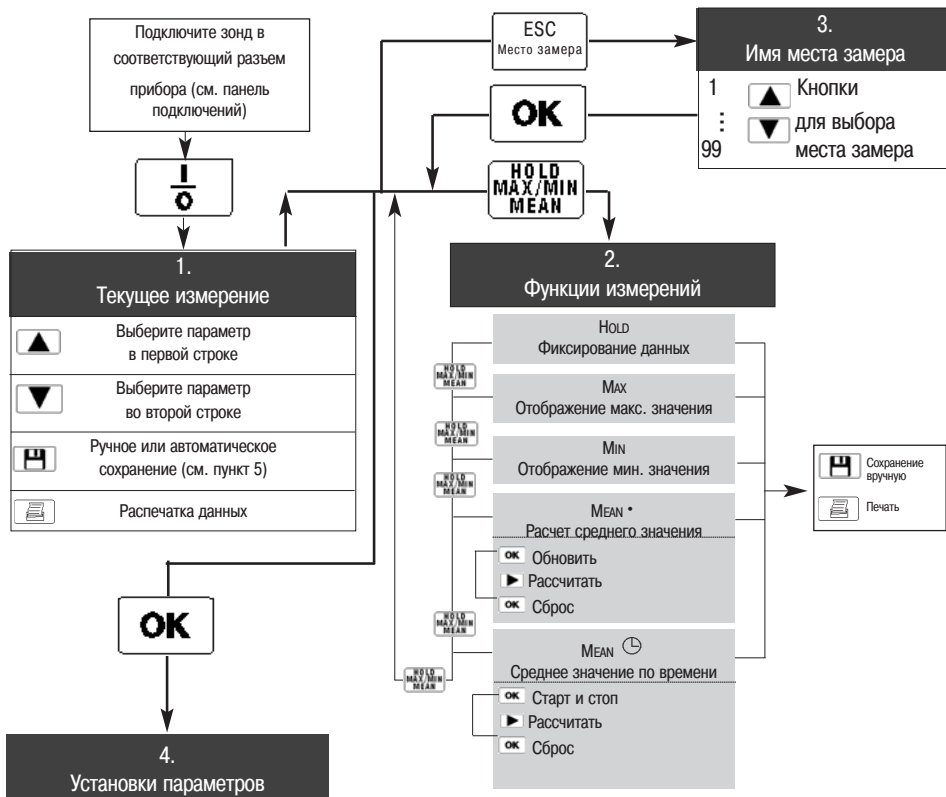 Подключите зонд в
соответствующий разъем
прибора (см. панель
подключений)
I
O
1.
Текущее измерение
▲ Выберите параметр
в первой строке
▼ Выберите параметр
во второй строке
Ручное или автоматическое
сохранение (см. пункт 5)
Распечатка данных
OK
4.
Установки параметров
ESC
Место замера
OK
HOLD
MAX/MIN
MEAN
3.
Имя места замера
1
⋮
99
▲ Кнопки
▼ для выбора
места замера
2.
Функции измерений
HOLD
Фиксирование данных
HOLD
MAX/MIN
MEAN
MAX
Отображение макс. значения
HOLD
MAX/MIN
MEAN
MIN
Отображение мин. значения
HOLD
MAX/MIN
MEAN
MEAN •
Расчет среднего значения
OK Обновить
▶ Рассчитать
OK Сброс
HOLD
MAX/MIN
MEAN
MEAN
Среднее значение по времени
HOLD
MAX/MIN
MEAN
OK Старт и стоп
▶ Рассчитать
OK Сброс
Сохранение
вручную
Печать